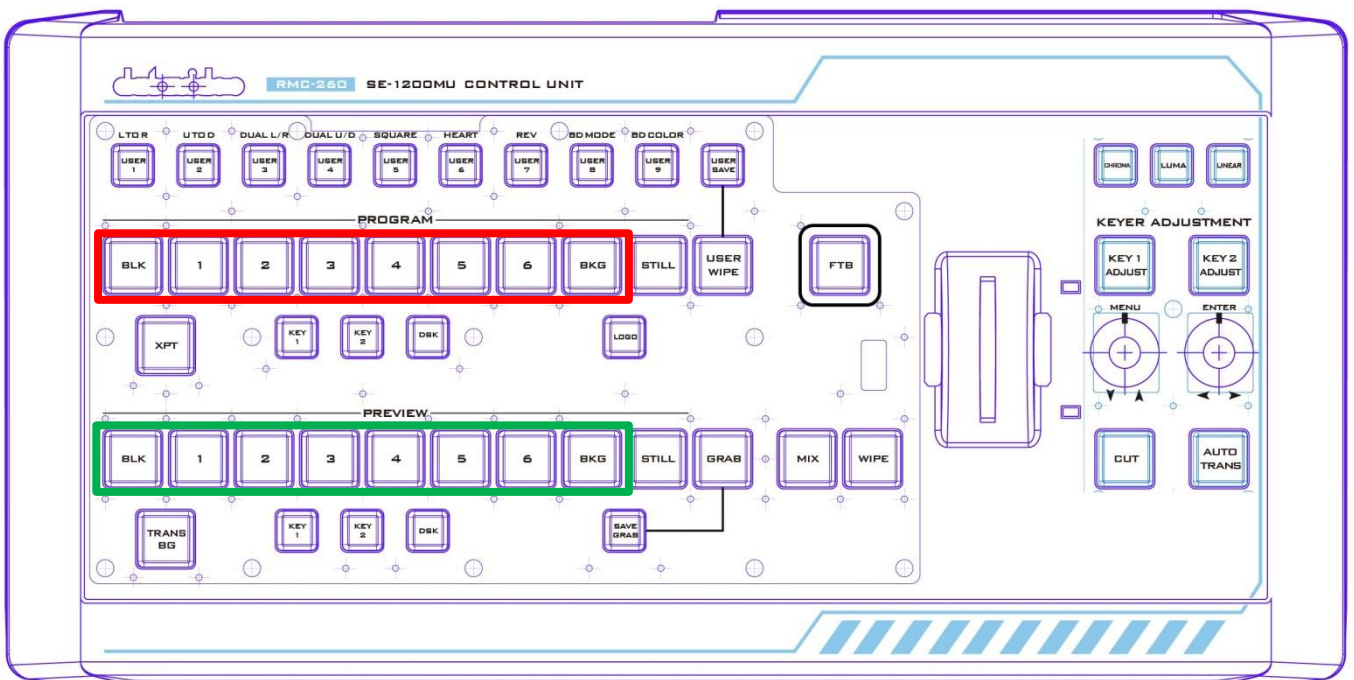 RMC-260 SE-1200MU CONTROL UNIT
L TO R U TO D DUAL L/R DUAL U/D SQUARE HEART REV BD MODE BD COLOR
USER 1 USER 2 USER 3 USER 4 USER 5 USER 6 USER 7 USER 8 USER 9 USER SAVE
CHROMA LUMA LINEAR
PROGRAM
KEYER ADJUSTMENT
BLK 1 2 3 4 5 6 BKG STILL USER WIPE FTB
KEY 1 ADJUST KEY 2 ADJUST
MENU ENTER
XPT KEY 1 KEY 2 DSK LOGO
PREVIEW
BLK 1 2 3 4 5 6 BKG STILL GRAB MIX WIPE
CUT AUTO TRANS
TRANS BG KEY 1 KEY 2 DSK SAVE GRAB